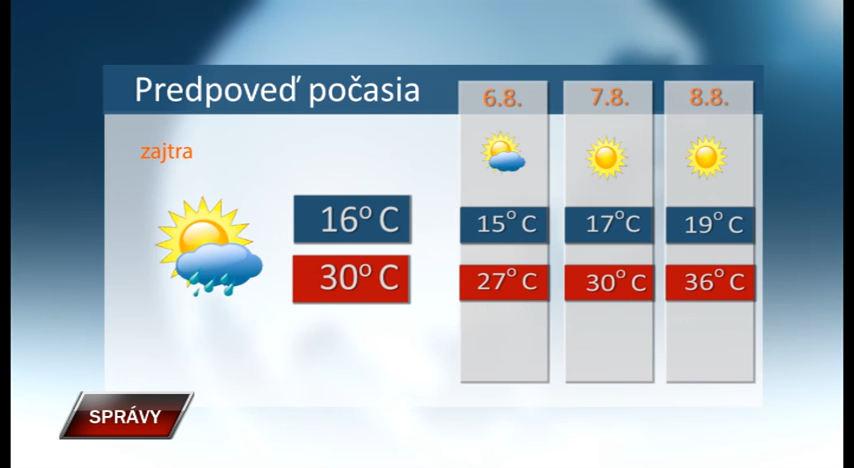 Predpoveď počasia
zajtra
16° C
30° C
6.8.
15° C
27° C
7.8.
17°C
30° C
8.8.
19° C
36° C
SPRÁVY